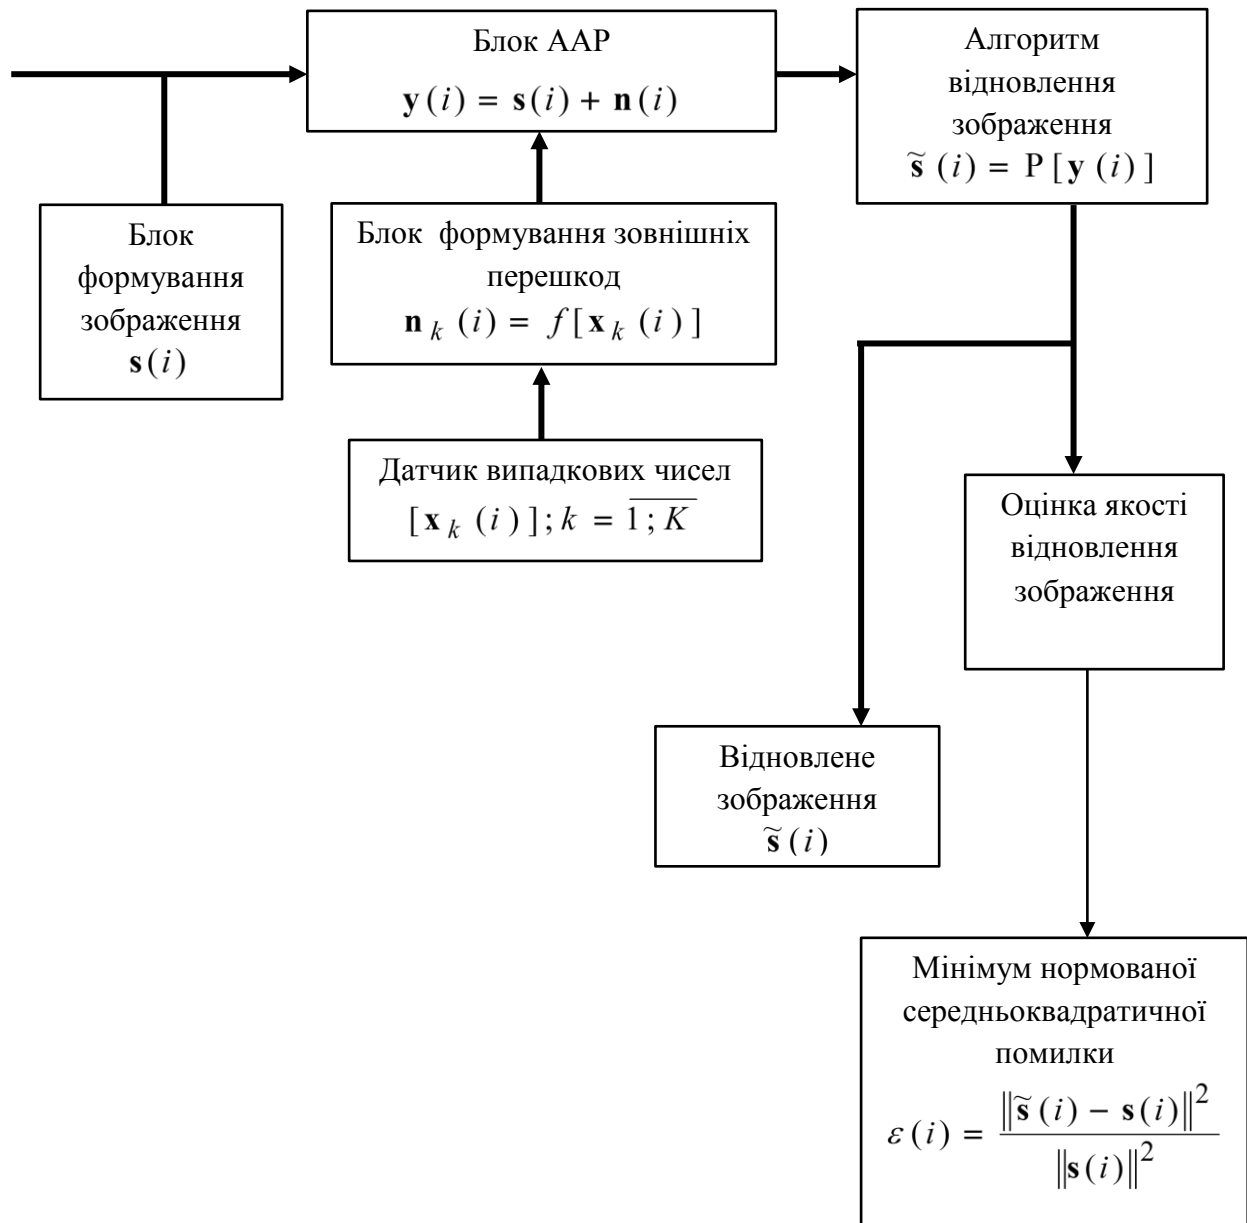 Блок ААР
y(i) = s(i) + n(i)
Алгоритм
відновлення
зображення
s̃(i) = P[y(i)]
Блок
формування
зображення
s(i)
Блок формування зовнішніх
перешкод
n_k(i) = f[x_k(i)]
Датчик випадкових чисел
[x_k(i)]; k = \overline{1; K}
Оцінка якості
відновлення
зображення
Відновлене
зображення
s̃(i)
Мінімум нормованої
середньоквадратичної
помилки
ε(i) = ‖s̃(i) − s(i)‖² / ‖s(i)‖²